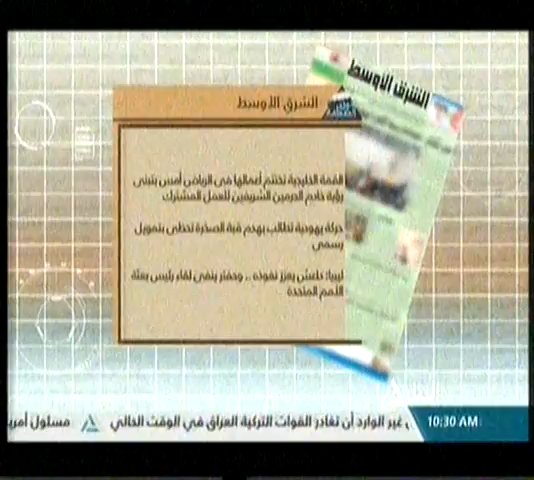 الشرق الأوسط
الشرق الأوسط
القمة الخليجية تختتم أعمالها في الرياض أمس بتبني
رؤية خادم الحرمين الشريفين للعمل المشترك
حركة يهودية تطالب بهدم قبة الصخرة تحظى بتمويل
رسمي
ليبيا: داعش يعزز نفوذه .. وحفتر ينفي لقاء رئيس بعثة
الأمم المتحدة
غير الوارد أن تغادر القوات التركية العراق في الوقت الحالي
مسئول أمري
10:30 AM